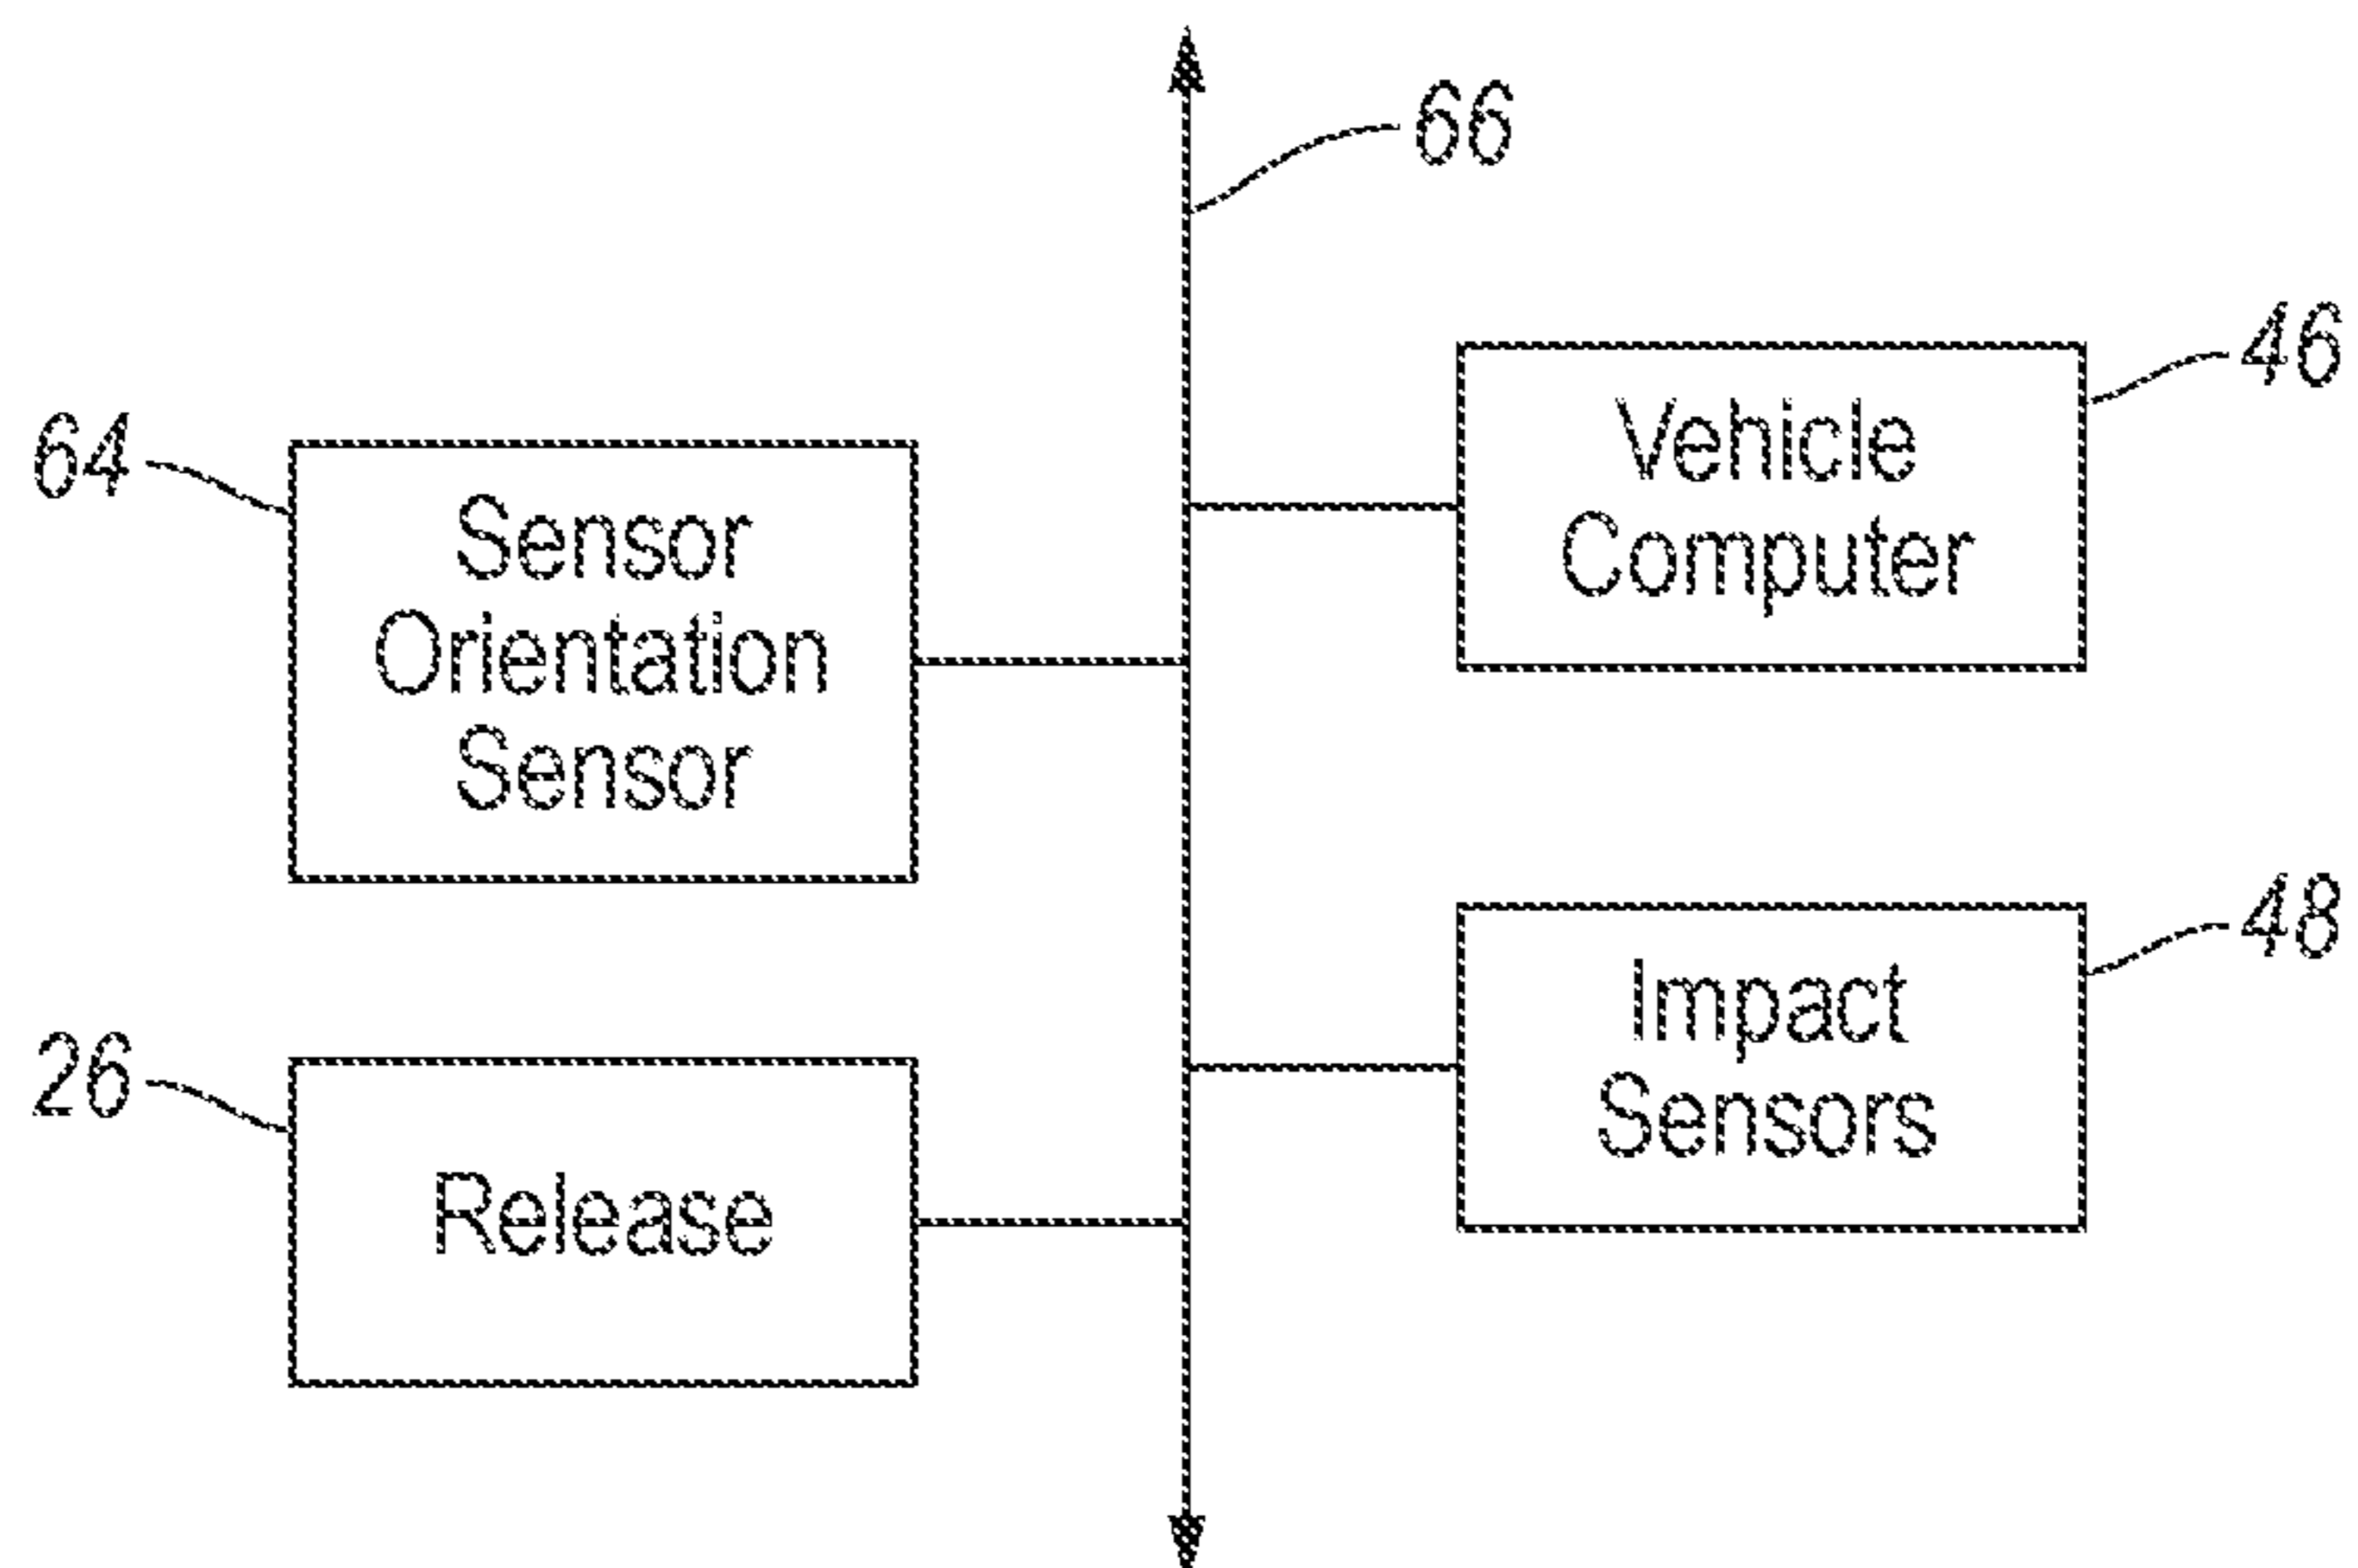 66
46
Vehicle
Computer
64
Sensor
Orientation
Sensor
48
Impact
Sensors
26
Release